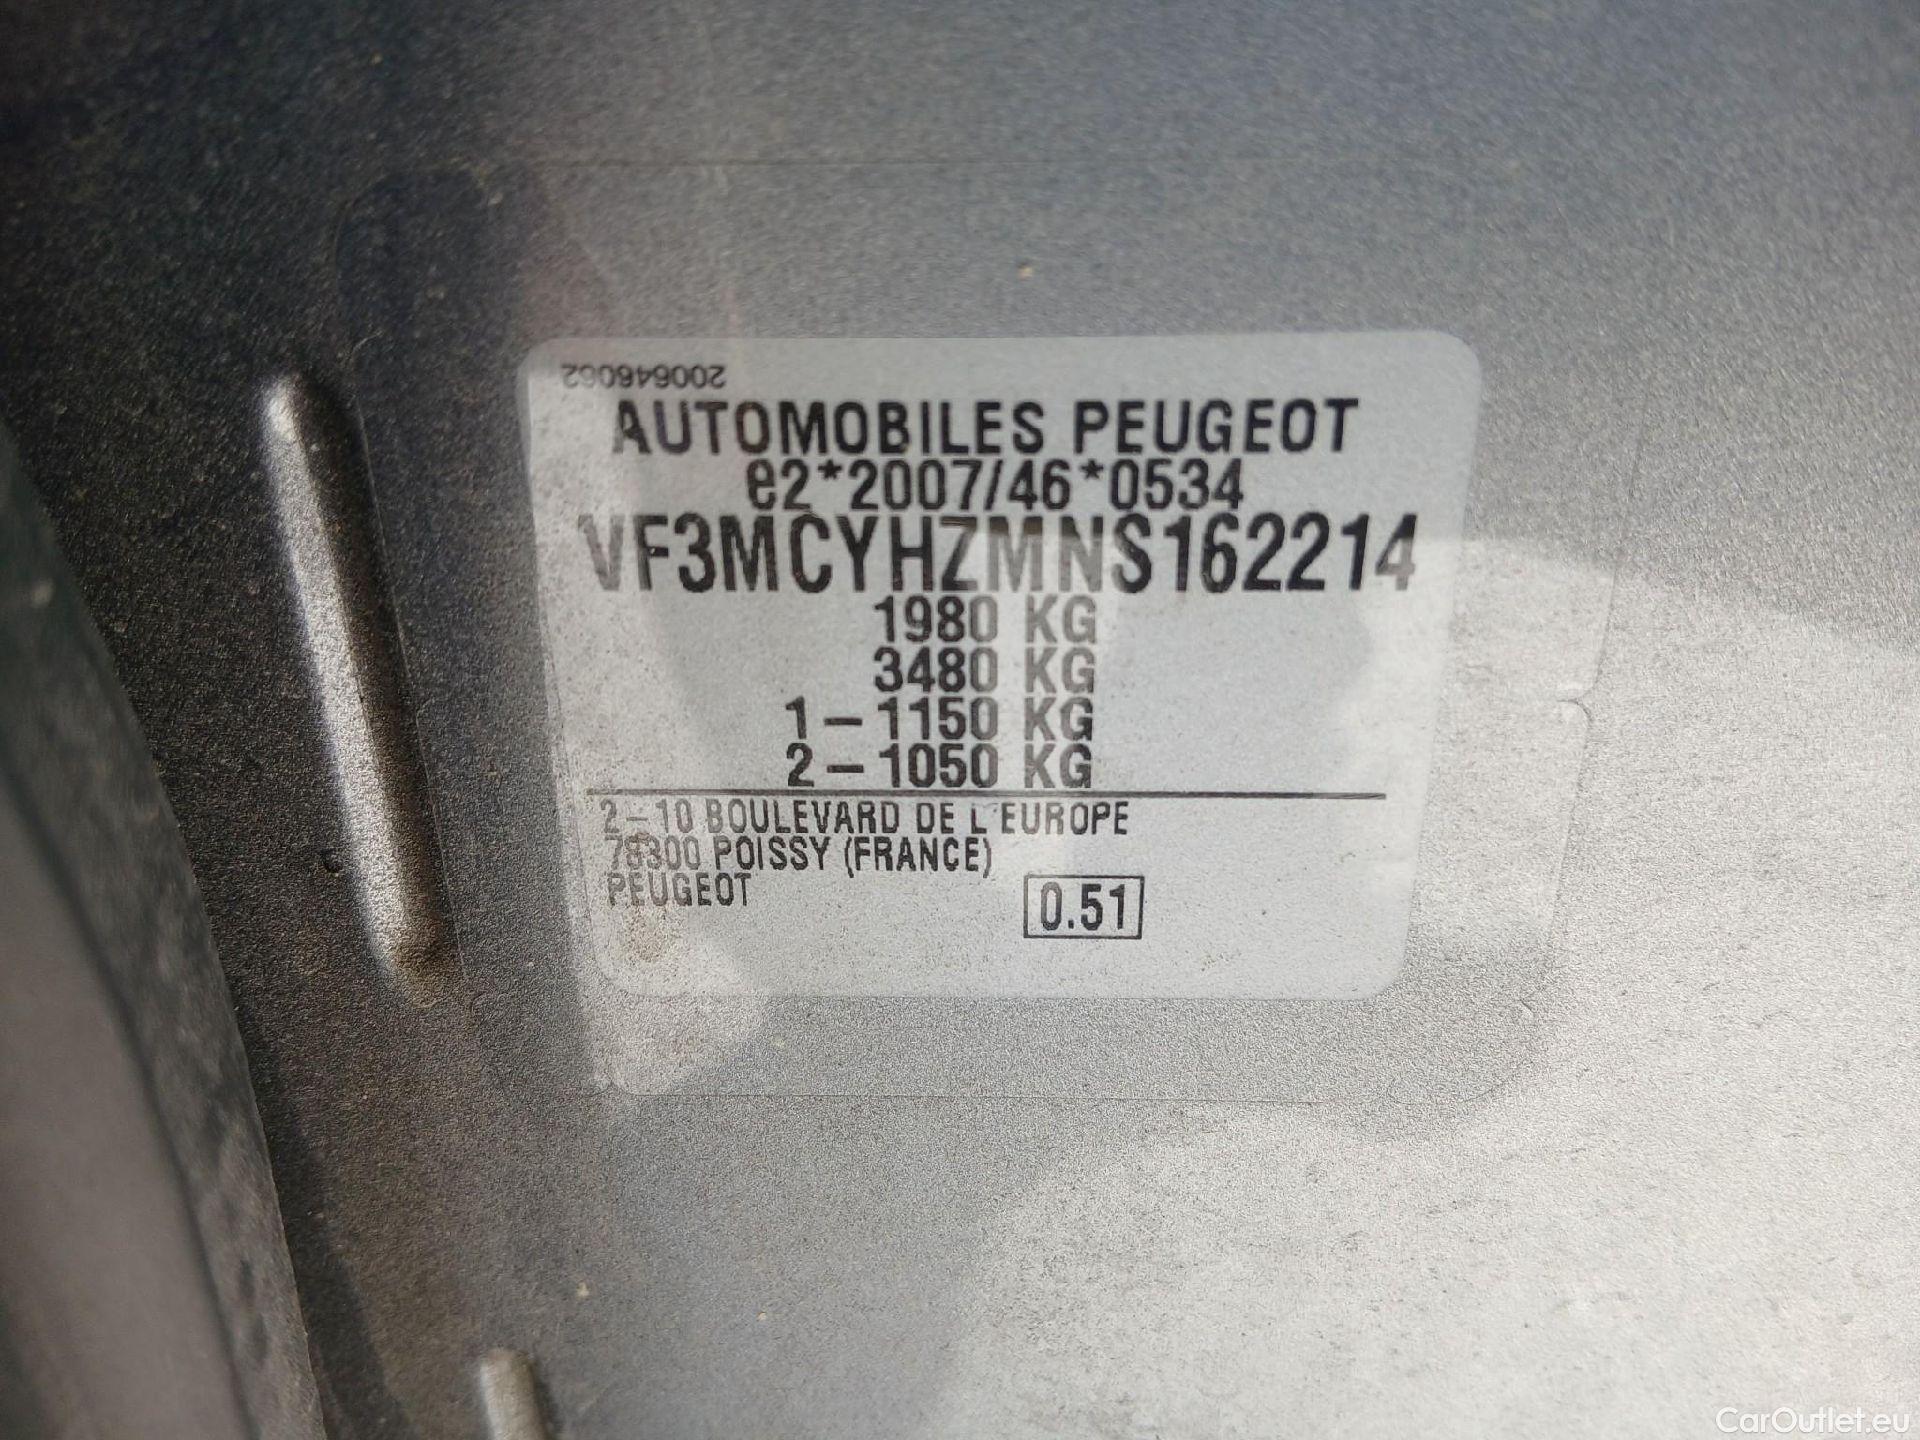 200646062
AUTOMOBILES PEUGEOT
e2*2007/46*0534
VF3MCYHZMNS162214
1980 KG
3480 KG
1-1150 KG
2-1050 KG
2-10 BOULEVARD DE L'EUROPE
78300 POISSY (FRANCE)
PEUGEOT
0.51
CarOutlet.eu